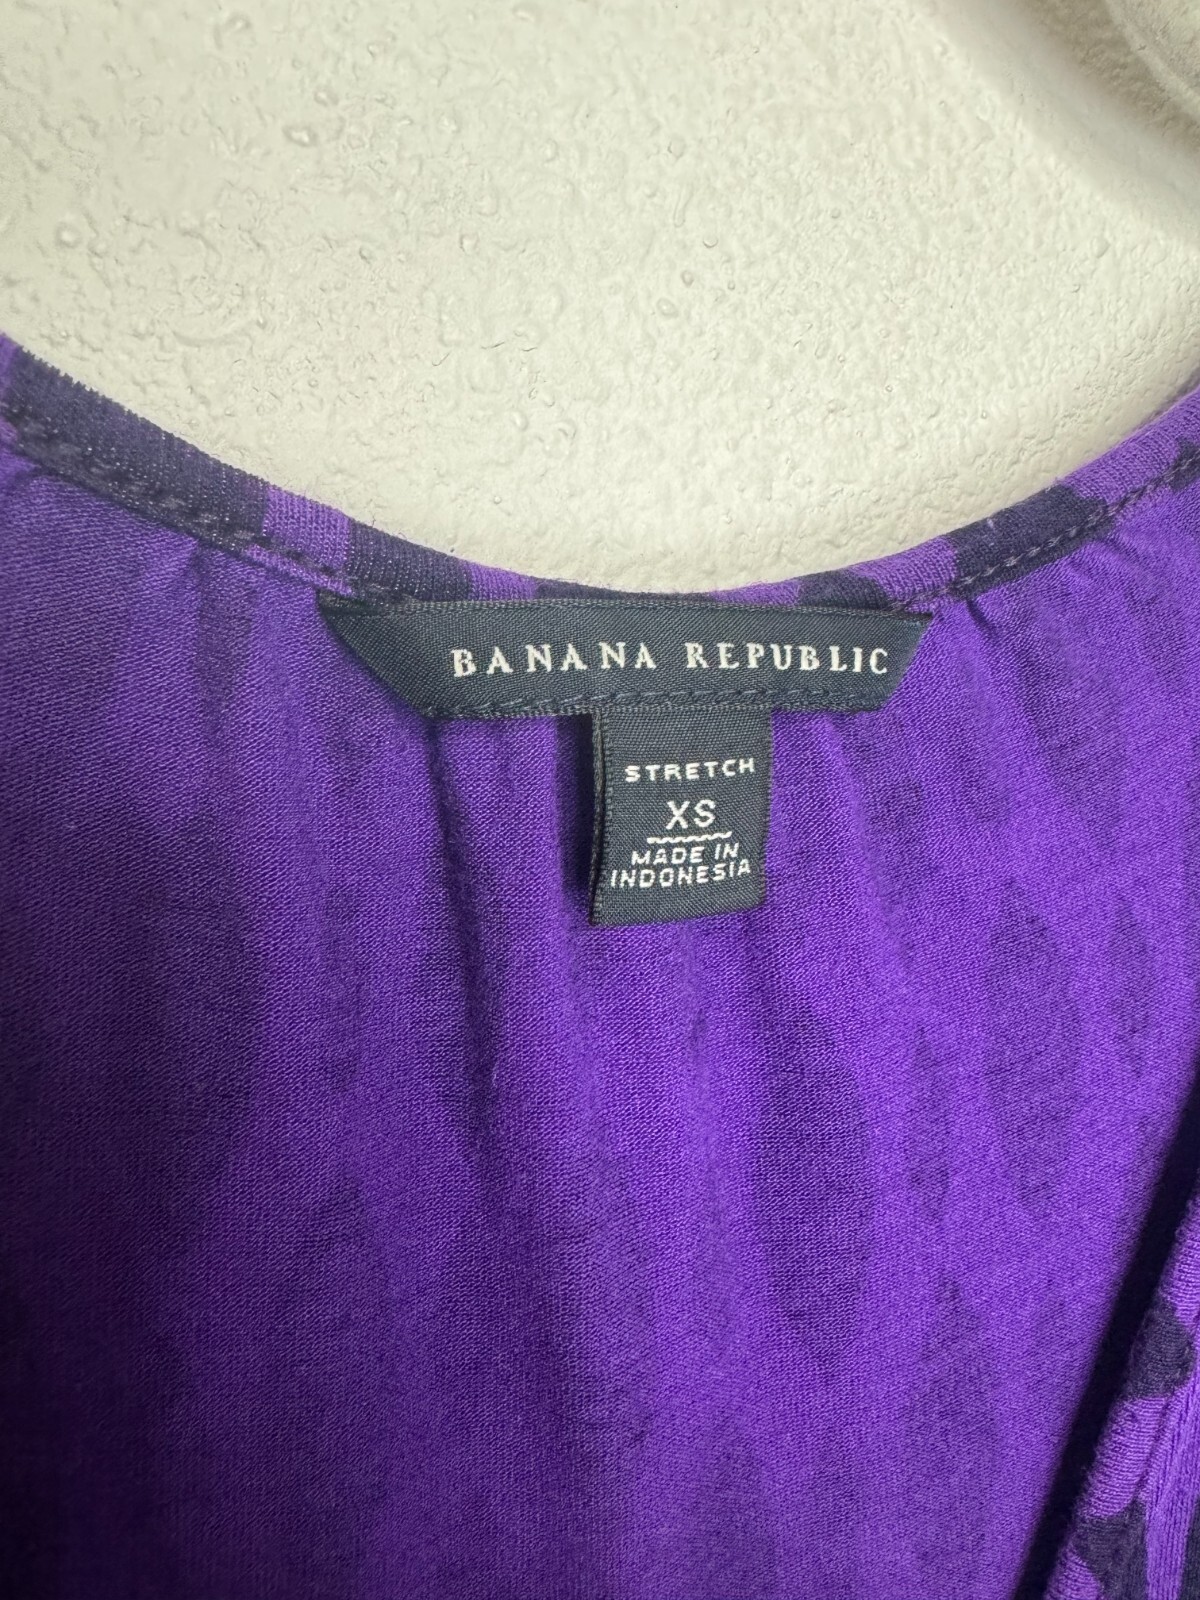 BANANA REPUBLIC
STRETCH
XS
MADE IN
INDONESIA